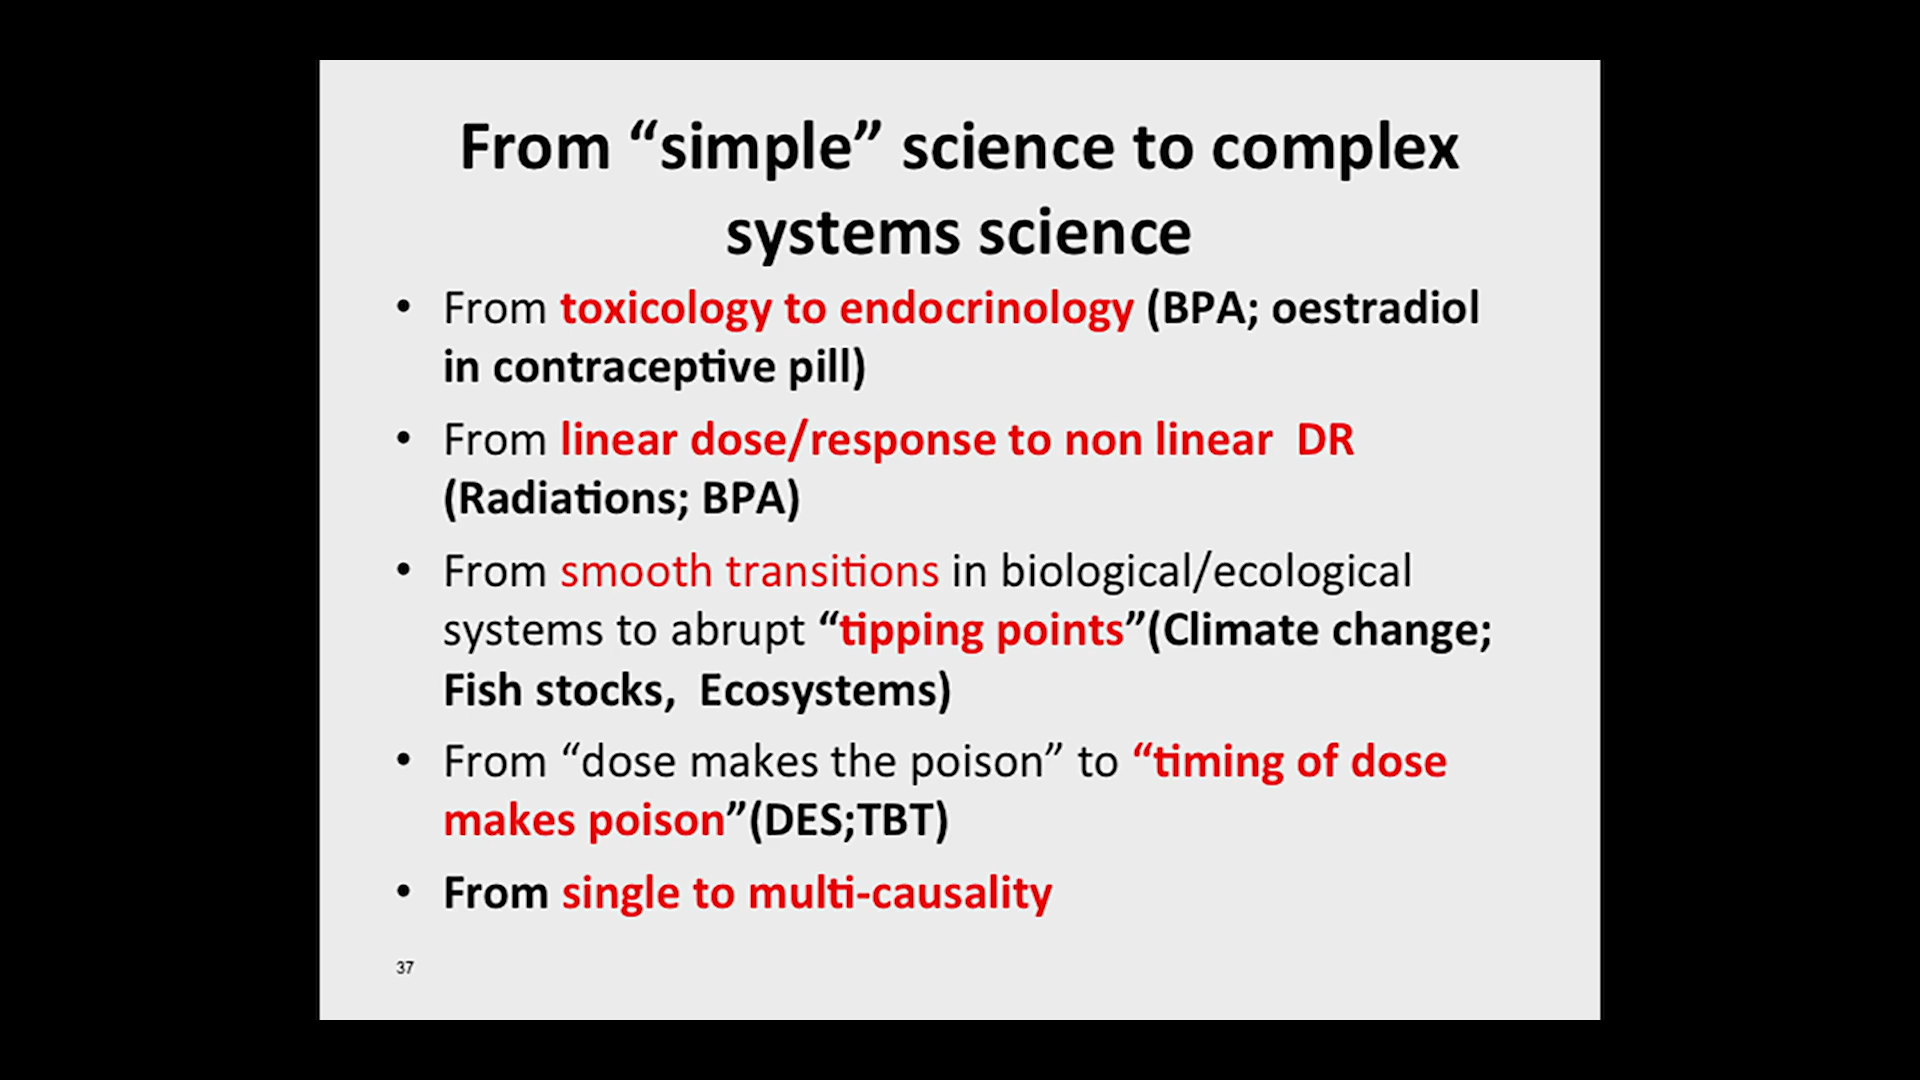 From “simple” science to complex
systems science
• From toxicology to endocrinology (BPA; oestradiol
in contraceptive pill)
• From linear dose/response to non linear  DR
(Radiations; BPA)
• From smooth transitions in biological/ecological
systems to abrupt “tipping points”(Climate change;
Fish stocks,  Ecosystems)
• From “dose makes the poison” to “timing of dose
makes poison”(DES;TBT)
• From single to multi-causality
37